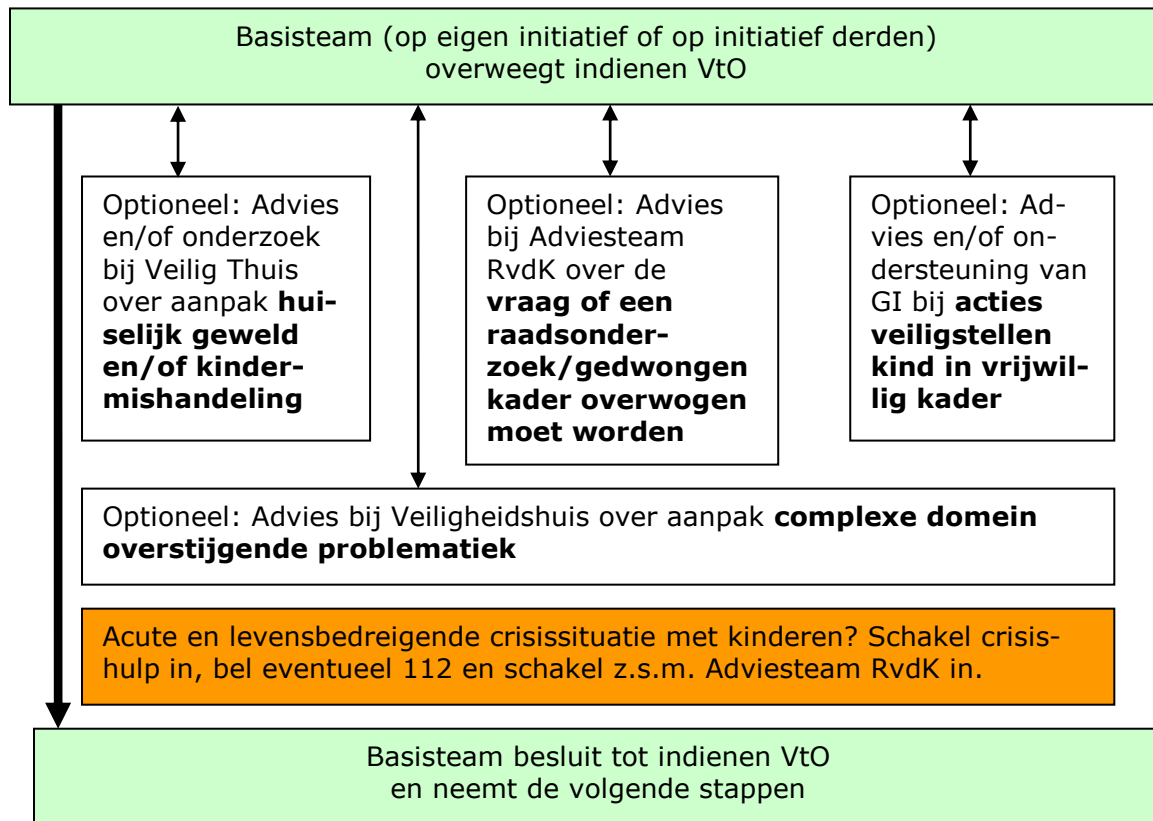 Basisteam (op eigen initiatief of op initiatief derden)
overweegt indienen VtO
Optioneel: Advies
en/of onderzoek
bij Veilig Thuis
over aanpak hui-
selijk geweld
en/of kinder-
mishandeling
Optioneel: Advies
bij Adviesteam
RvdK over de
vraag of een
raadsonder-
zoek/gedwongen
kader overwogen
moet worden
Optioneel: Ad-
vies en/of on-
dersteuning van
GI bij acties
veiligstellen
kind in vrijwil-
lig kader
Optioneel: Advies bij Veiligheidshuis over aanpak complexe domein
overstijgende problematiek
Acute en levensbedreigende crisissituatie met kinderen? Schakel crisis-
hulp in, bel eventueel 112 en schakel z.s.m. Adviesteam RvdK in.
Basisteam besluit tot indienen VtO
en neemt de volgende stappen